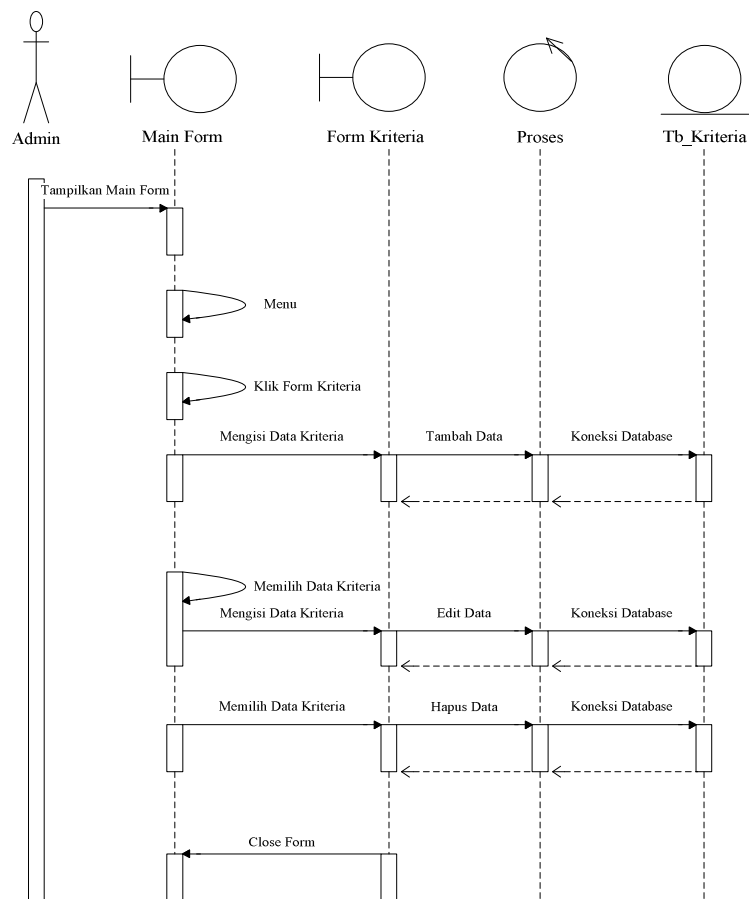 Admin
Main Form
Form Kriteria
Proses
Tb_Kriteria
Tampilkan Main Form
Menu
Klik Form Kriteria
Mengisi Data Kriteria
Tambah Data
Koneksi Database
Memilih Data Kriteria
Mengisi Data Kriteria
Edit Data
Koneksi Database
Memilih Data Kriteria
Hapus Data
Koneksi Database
Close Form